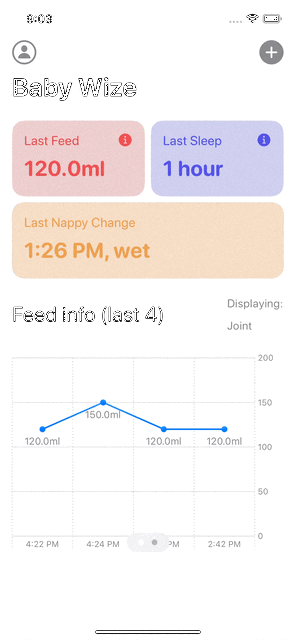 6:03
Baby Wize
Last Feed
120.0ml
Last Sleep
1 hour
Last Nappy Change
1:26 PM, wet
Feed info (last 4)
Displaying:
Joint
200
150
100
50
0
120.0ml
150.0ml
120.0ml
120.0ml
4:22 PM
4:24 PM
PM
2:42 PM